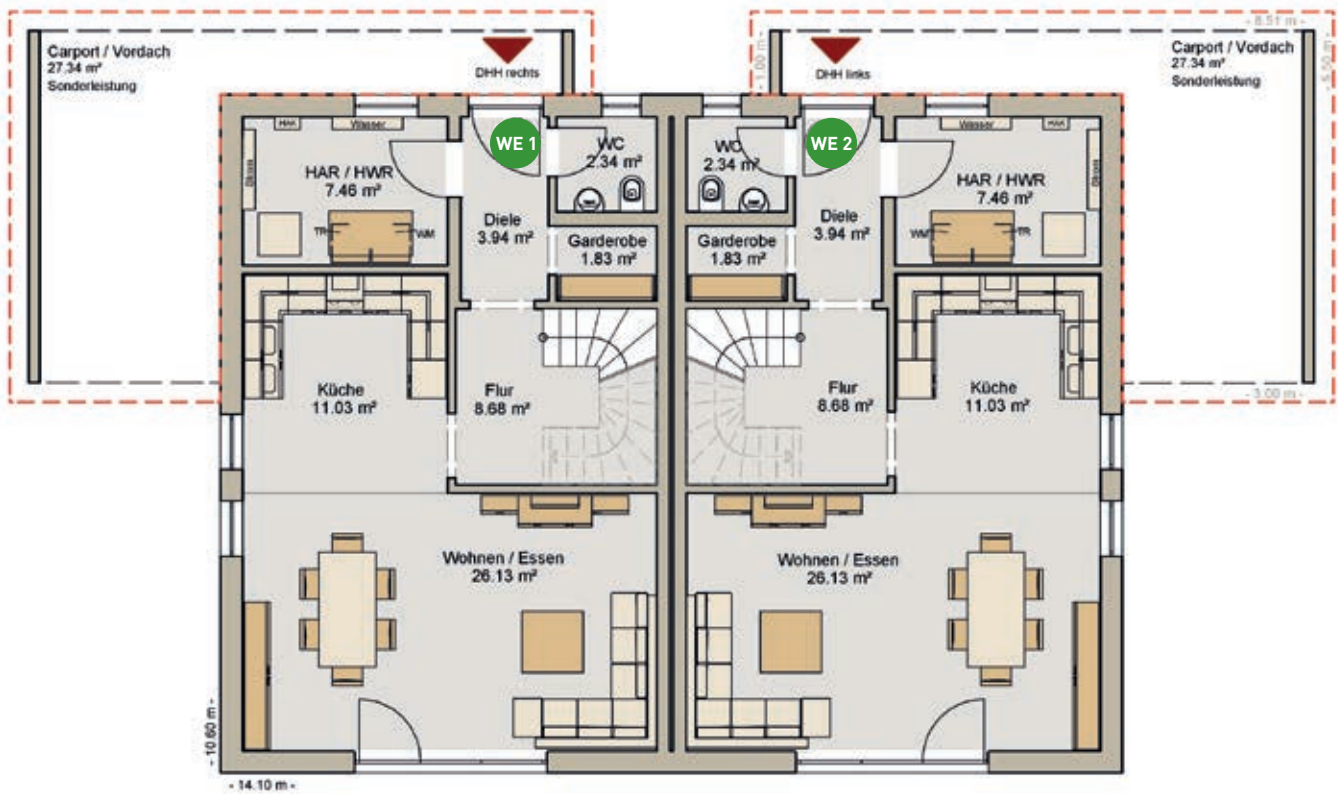 Carport / Vordach
27.34 m²
Sonderleistung
DHH rechts
DHH links
- 8.51 m -
Carport / Vordach
27.34 m²
Sonderleistung
- 1.00 m -
- 5.50 m -
HAK
Wasser
WE 1
WC
2.34 m²
WC
2.34 m²
WE 2
Wasser
HAK
Strom
HAR / HWR
7.46 m²
HAR / HWR
7.46 m²
Strom
TR
WM
Diele
3.94 m²
Garderobe
1.83 m²
Garderobe
1.83 m²
Diele
3.94 m²
WM
TR
Küche
11.03 m²
Flur
8.68 m²
Flur
8.68 m²
Küche
11.03 m²
- 3.00 m -
Wohnen / Essen
26.13 m²
Wohnen / Essen
26.13 m²
- 10.60 m -
- 14.10 m -